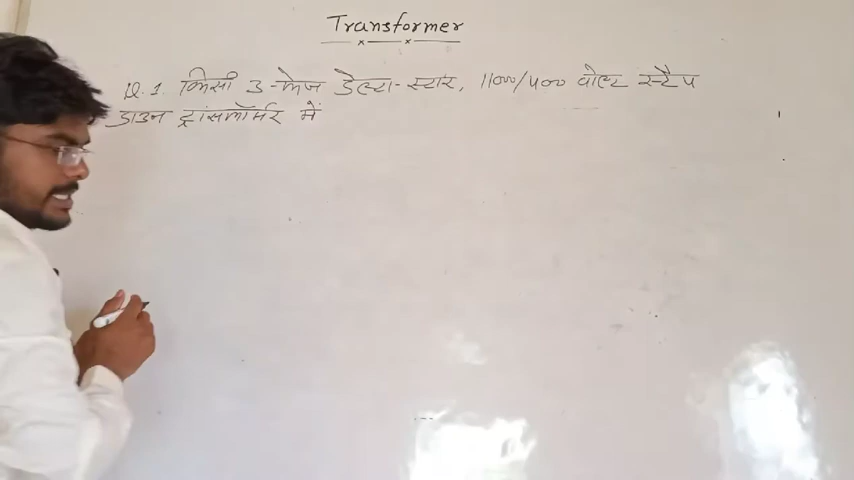 Transformer
Q.1. किसी 3-फेज डेल्टा-स्टार, 11000/400 वोल्ट स्टैप
डाउन ट्रांसफॉर्मर में